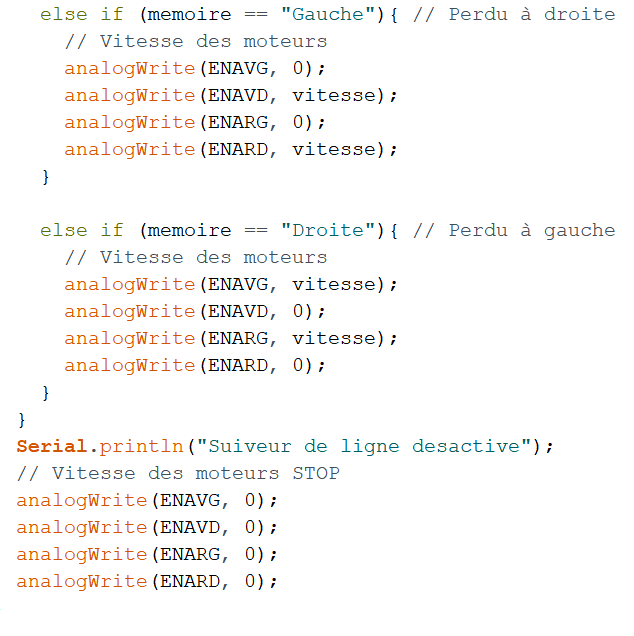 else if (memoire == "Gauche"){ // Perdu à droite
// Vitesse des moteurs
analogWrite(ENAVG, 0);
analogWrite(ENAVD, vitesse);
analogWrite(ENARG, 0);
analogWrite(ENARD, vitesse);
}
else if (memoire == "Droite"){ // Perdu à gauche
// Vitesse des moteurs
analogWrite(ENAVG, vitesse);
analogWrite(ENAVD, 0);
analogWrite(ENARG, vitesse);
analogWrite(ENARD, 0);
}
}
Serial.println("Suiveur de ligne desactive");
// Vitesse des moteurs STOP
analogWrite(ENAVG, 0);
analogWrite(ENAVD, 0);
analogWrite(ENARG, 0);
analogWrite(ENARD, 0);